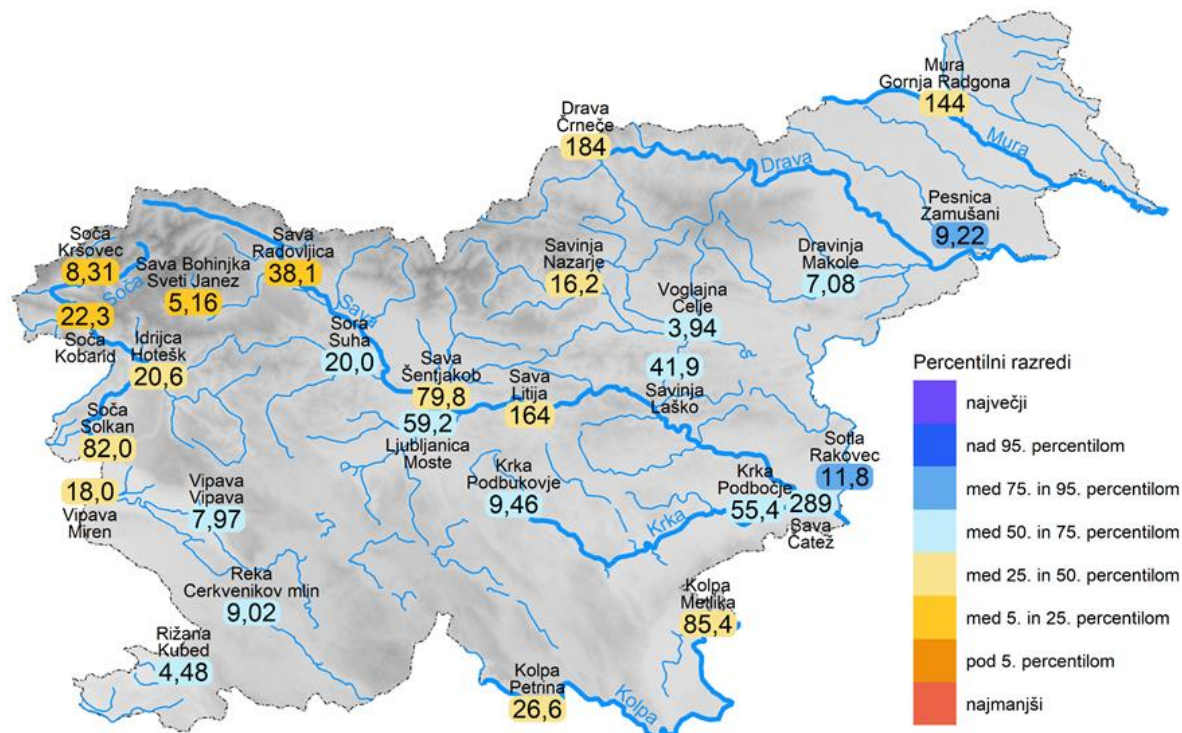 Mura
Gornja Radgona
144
Mura
Drava
Črneče
184
Drava
Pesnica
Zamušani
9,22
Soča
Kršovec
8,31
Soča
Sava Bohinjka
Sveti Janez
5,16
Sava
Radovljica
38,1
Sava
Savinja
Nazarje
16,2
Dravinja
Makole
7,08
Voglajna
Celje
3,94
22,3
Soča
Kobarid
Idrijca
Hotešk
20,6
Sora
Suha
20,0
Sava
Šentjakob
79,8
Sava
Litija
164
41,9
Savinja
Laško
59,2
Ljubljanica
Moste
Soča
Solkan
82,0
18,0
Vipava
Miren
Vipava
Vipava
7,97
Krka
Podbukovje
9,46
Krka
Krka
Podbočje
55,4
289
Sava
Čatež
Sotla
Rakovec
11,8
Reka
Cerkvenikov mlin
9,02
Rižana
Kubed
4,48
Kolpa
Metlika
85,4
Kolpa
Petrina
26,6
Kolpa
Percentilni razredi
največji
nad 95. percentilom
med 75. in 95. percentilom
med 50. in 75. percentilom
med 25. in 50. percentilom
med 5. in 25. percentilom
pod 5. percentilom
najmanjši